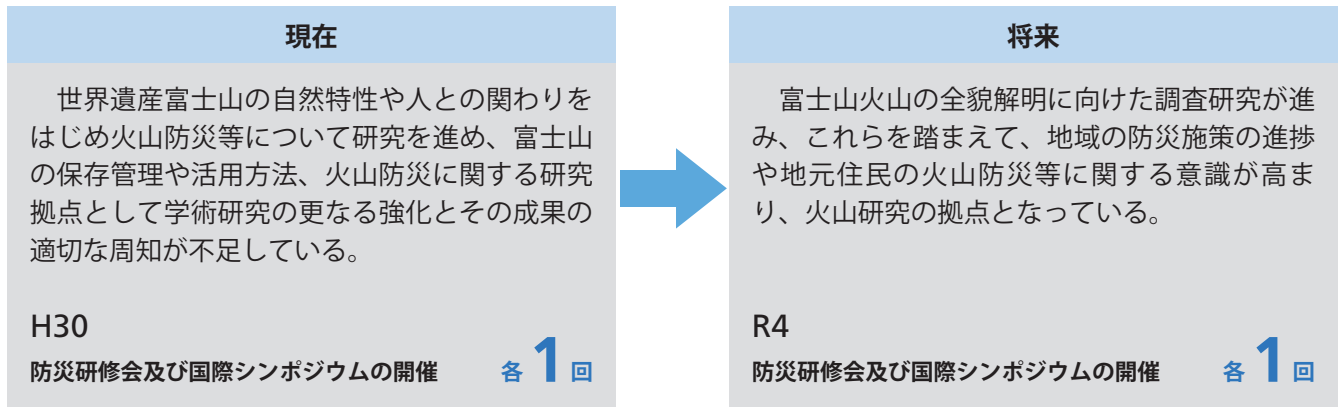 現在
世界遺産富士山の自然特性や人との関わりを
はじめ火山防災等について研究を進め、富士山
の保存管理や活用方法、火山防災に関する研究
拠点として学術研究の更なる強化とその成果の
適切な周知が不足している。
H30
防災研修会及び国際シンポジウムの開催 各1回
将来
富士山火山の全貌解明に向けた調査研究が進
み、これらを踏まえて、地域の防災施策の進捗
や地元住民の火山防災等に関する意識が高ま
り、火山研究の拠点となっている。
R4
防災研修会及び国際シンポジウムの開催 各1回